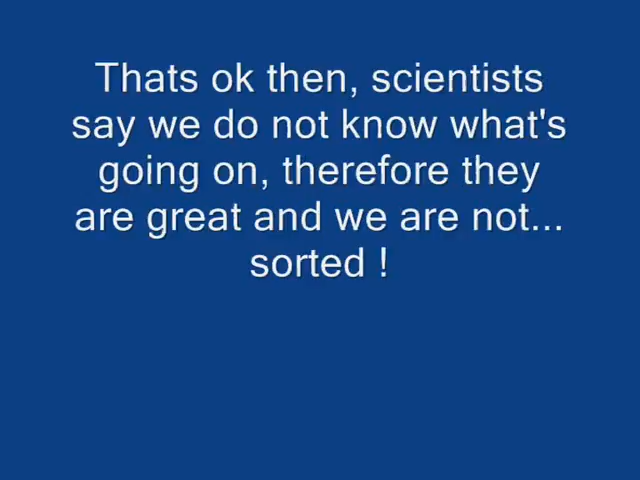 Thats ok then, scientists
say we do not know what's
going on, therefore they
are great and we are not...
sorted !